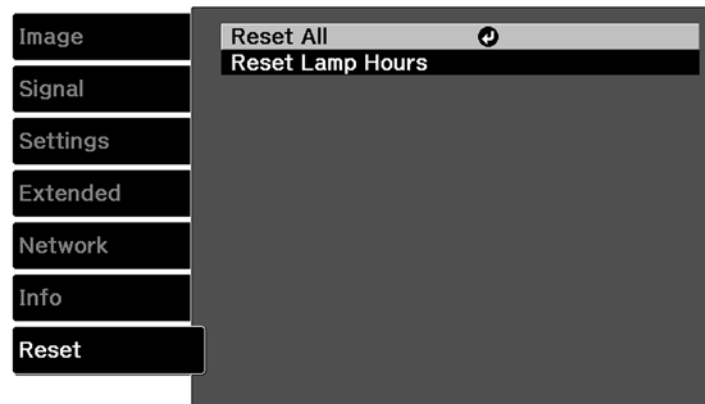 Image
Signal
Settings
Extended
Network
Info
Reset
Reset All
Reset Lamp Hours